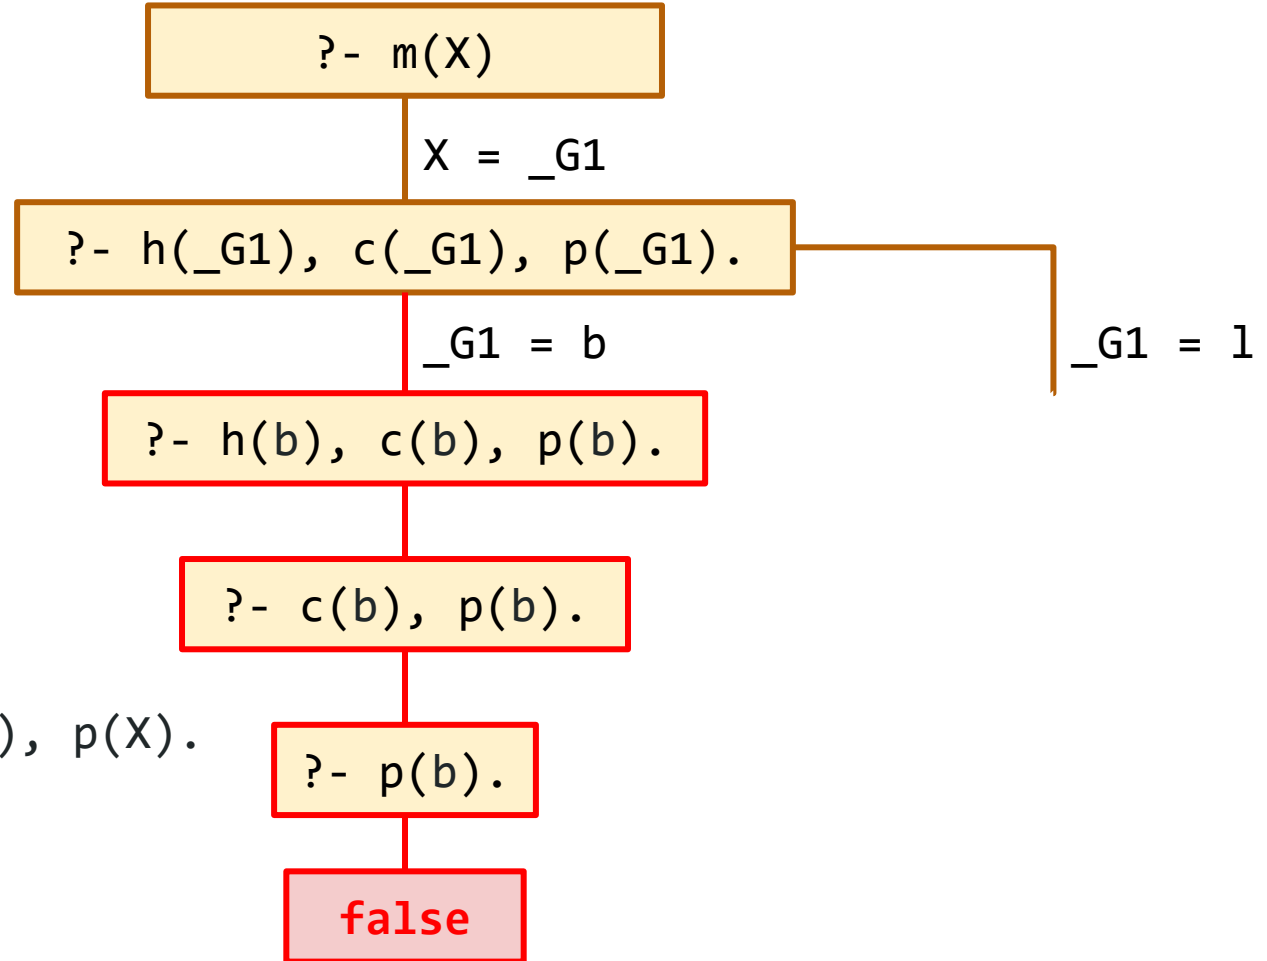 ?- m(X)
X = _G1
?- h(_G1), c(_G1), p(_G1).
_G1 = b
_G1 = l
?- h(b), c(b), p(b).
?- c(b), p(b).
), p(X).
?- p(b).
false